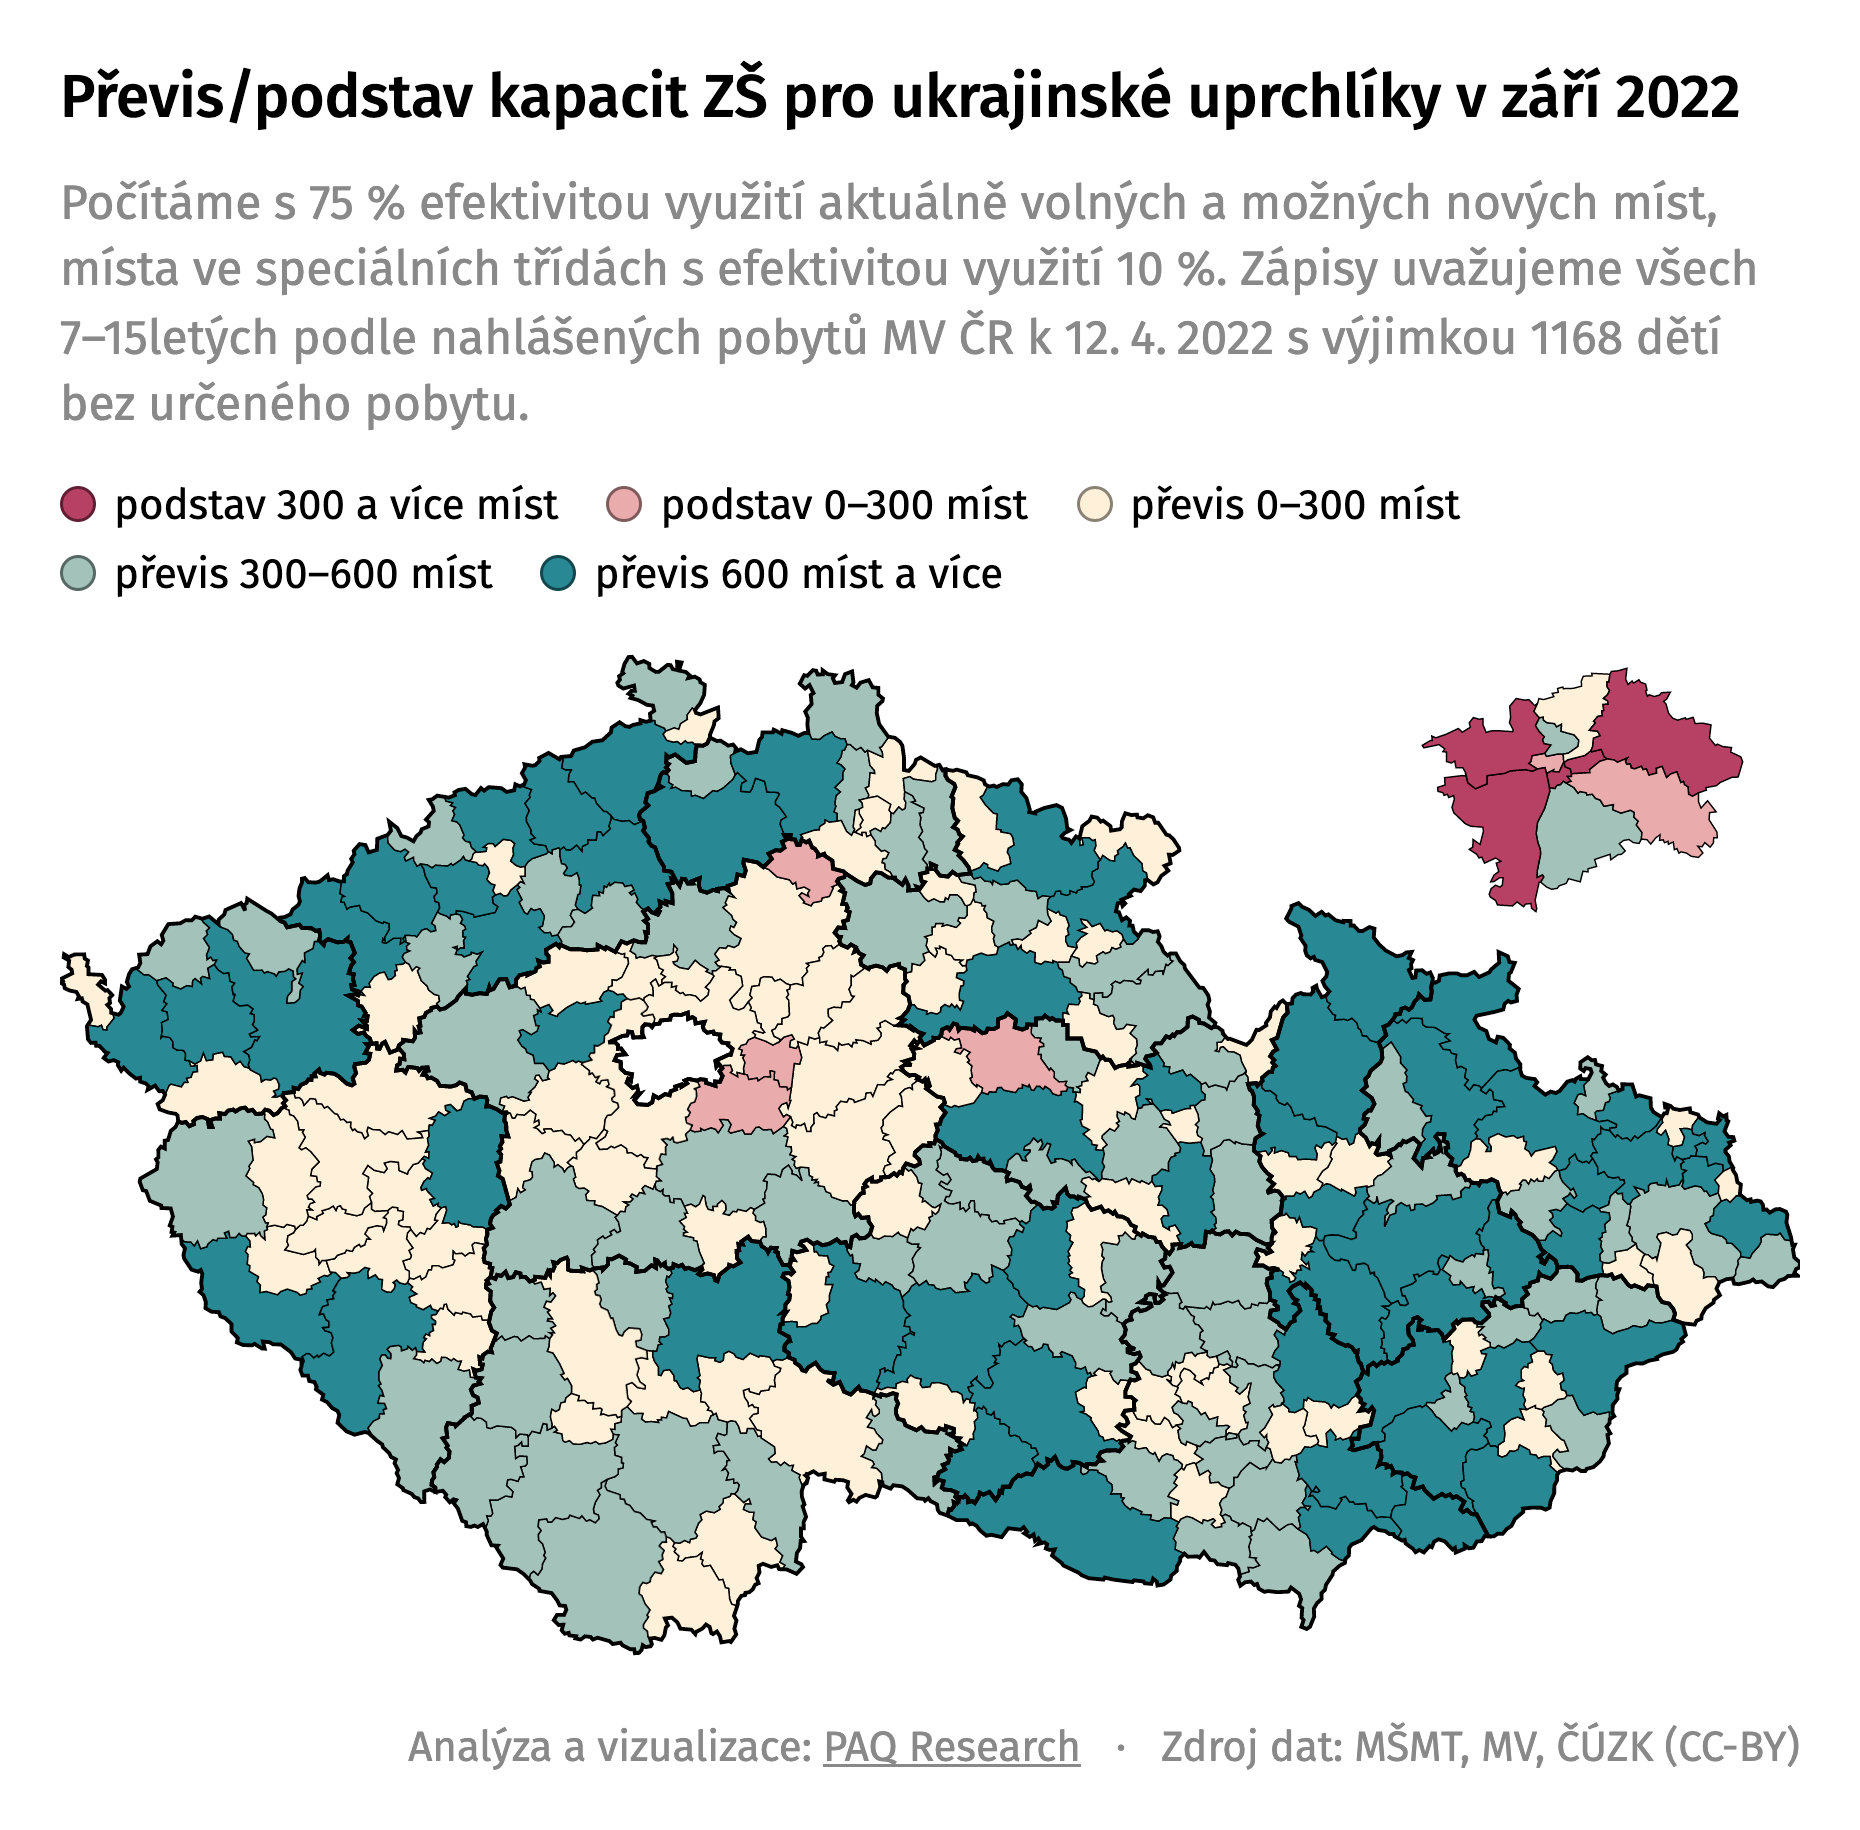 Převis/podstav kapacit ZŠ pro ukrajinské uprchlíky v září 2022
Počítáme s 75 % efektivitou využití aktuálně volných a možných nových míst,
místa ve speciálních třídách s efektivitou využití 10 %. Zápisy uvažujeme všech
7–15letých podle nahlášených pobytů MV ČR k 12. 4. 2022 s výjimkou 1168 dětí
bez určeného pobytu.
podstav 300 a více míst podstav 0–300 míst převis 0–300 míst
převis 300–600 míst převis 600 míst a více
Analýza a vizualizace: PAQ Research · Zdroj dat: MŠMT, MV, ČÚZK (CC-BY)